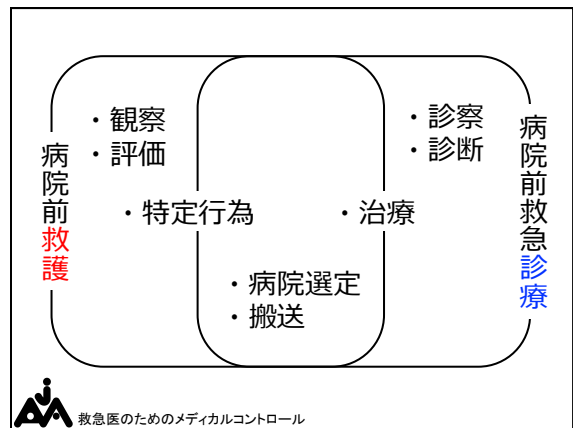 病院前救護
・観察
・評価
・特定行為
・病院選定
・搬送
・治療
・診察
・診断
病院前救急診療
救急医のためのメディカルコントロール